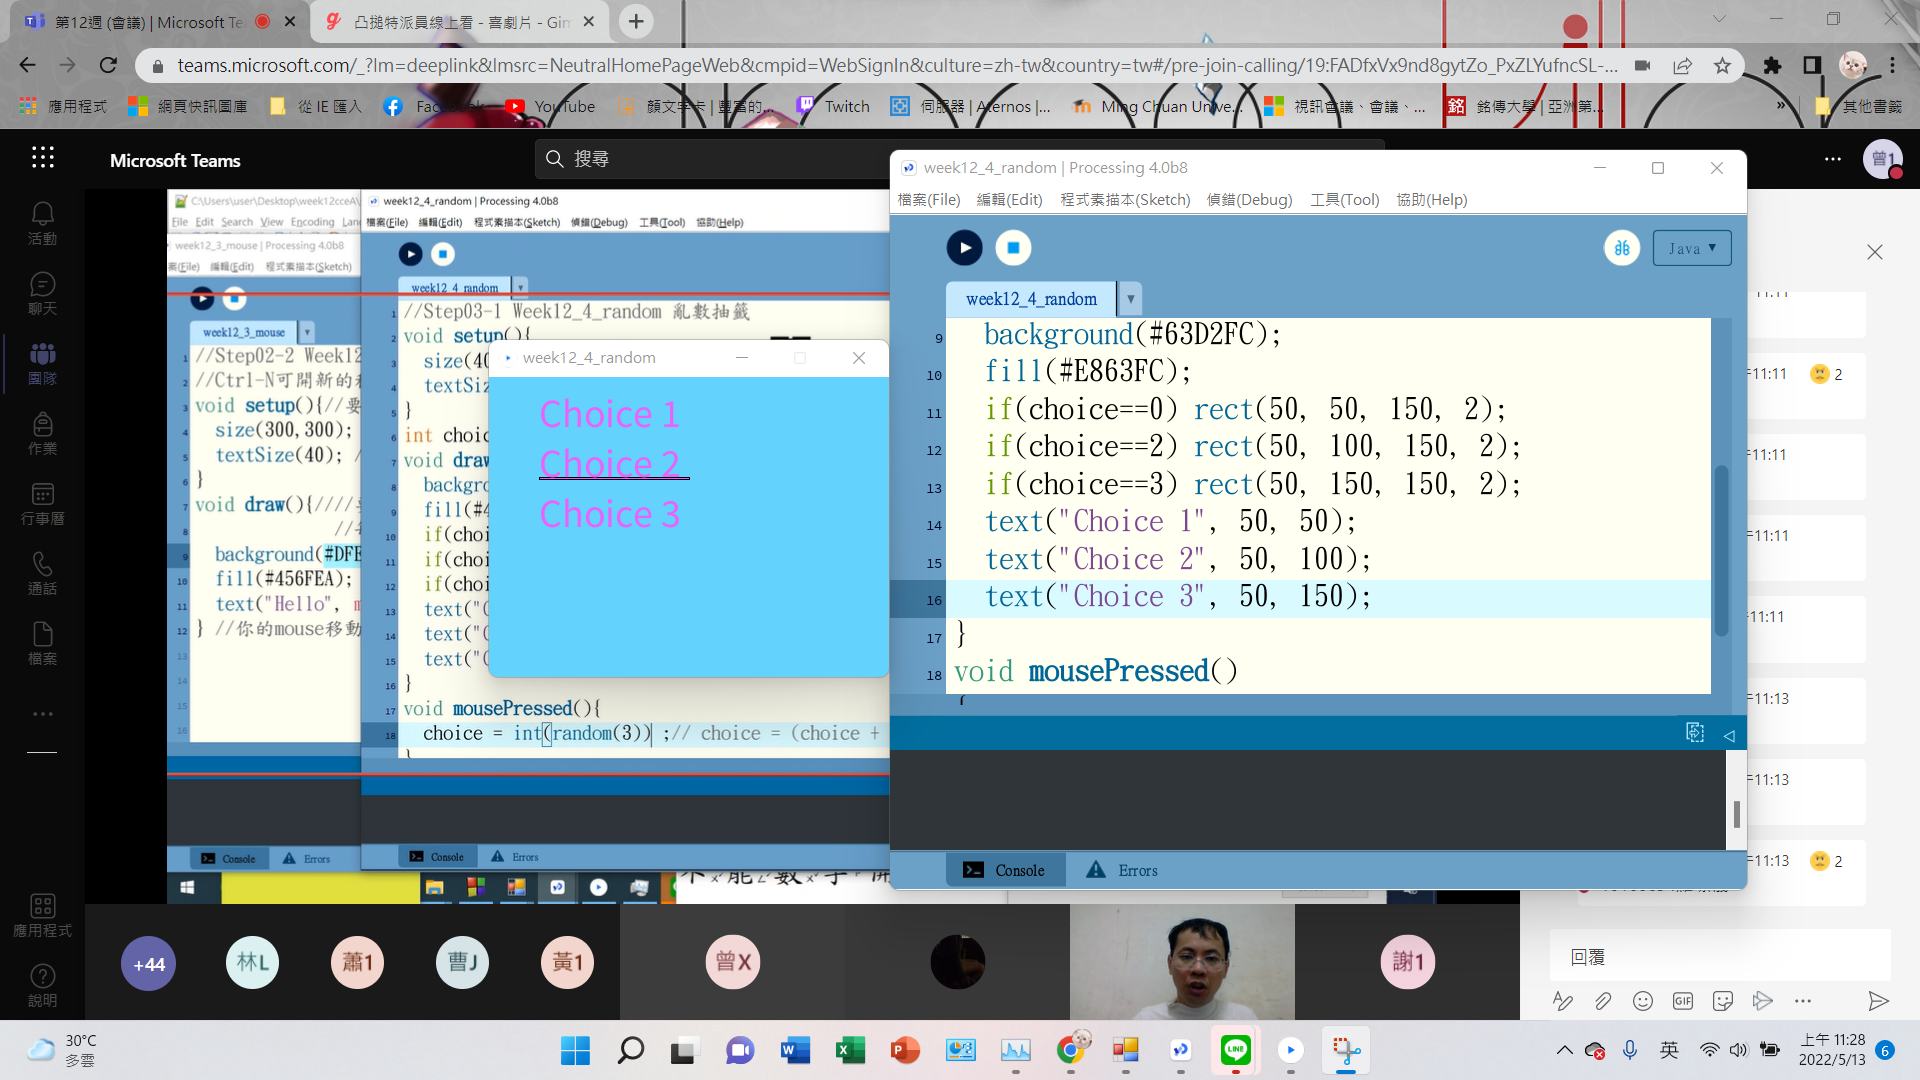 第12週 (會議) | Microsoft Te
凸搥特派員線上看 - 喜劇片 - Gim
teams.microsoft.com/_?lm=deeplink&lmsrc=NeutralHomePageWeb&cmpid=WebSignIn&culture=zh-tw&country=tw#/pre-join-calling/19:FADfxVx9nd8gytZo_PxZLYufncSL-...
應用程式
網頁快訊圖庫
從 IE 匯入
Facebook
YouTube
顏文字卡 | 豐富的...
Twitch
伺服器 | Aternos |...
Ming Chuan Unive...
視訊會議、會議、...
銘傳大學 | 亞洲第...
»
其他書籤
Microsoft Teams
搜尋
曾1
活動
聊天
團隊
作業
行事曆
通話
檔案
應用程式
說明
C:\Users\user\Desktop\week12cceA\
File Edit Search View Encoding Lan
week12_3_mouse | Processing 4.0b8
案(File) 編輯(Edit) 程式素描本(Sketch)
week12_3_mouse
1 //Step02-2 Week12
2 //Ctrl-N可開新的
3 void setup(){//要
4 size(300,300);
5 textSize(40); /
6 }
7 void draw(){////
8 //
9 background(#DFE
10 fill(#456FEA);
11 text("Hello", m
12 } //你的mouse移動
13
14
15
16
Console
Errors
week12_4_random | Processing 4.0b8
檔案(File) 編輯(Edit) 程式素描本(Sketch) 偵錯(Debug) 工具(Tool) 協助(Help)
week12_4_random
1 //Step03-1 Week12_4_random 亂數抽籤
2 void setup(){
3 size(40
4 textSiz
5 }
6 int choic
7 void draw
8 backgro
9 fill(#4
10 if(choi
11 if(choi
12 if(choi
13 text("C
14 text("C
15 text("C
16 }
17 void mousePressed(){
18 choice = int(random(3)) ;// choice = (choice +
}
Console
Errors
week12_4_random
Choice 1
Choice 2
Choice 3
week12_4_random | Processing 4.0b8
檔案(File) 編輯(Edit) 程式素描本(Sketch) 偵錯(Debug) 工具(Tool) 協助(Help)
Java
week12_4_random
9 background(#63D2FC);
10 fill(#E863FC);
11 if(choice==0) rect(50, 50, 150, 2);
12 if(choice==2) rect(50, 100, 150, 2);
13 if(choice==3) rect(50, 150, 150, 2);
14 text("Choice 1", 50, 50);
15 text("Choice 2", 50, 100);
16 text("Choice 3", 50, 150);
17 }
18 void mousePressed()
Console
Errors
11:11
11:11 2
11:11
11:11
11:11
11:13
11:13
11:13 2
不能數字
+44
林L
蕭1
曹J
黃1
曾X
謝1
回覆
GIF
30°C
多雲
LINE
英
上午 11:28
2022/5/13
6